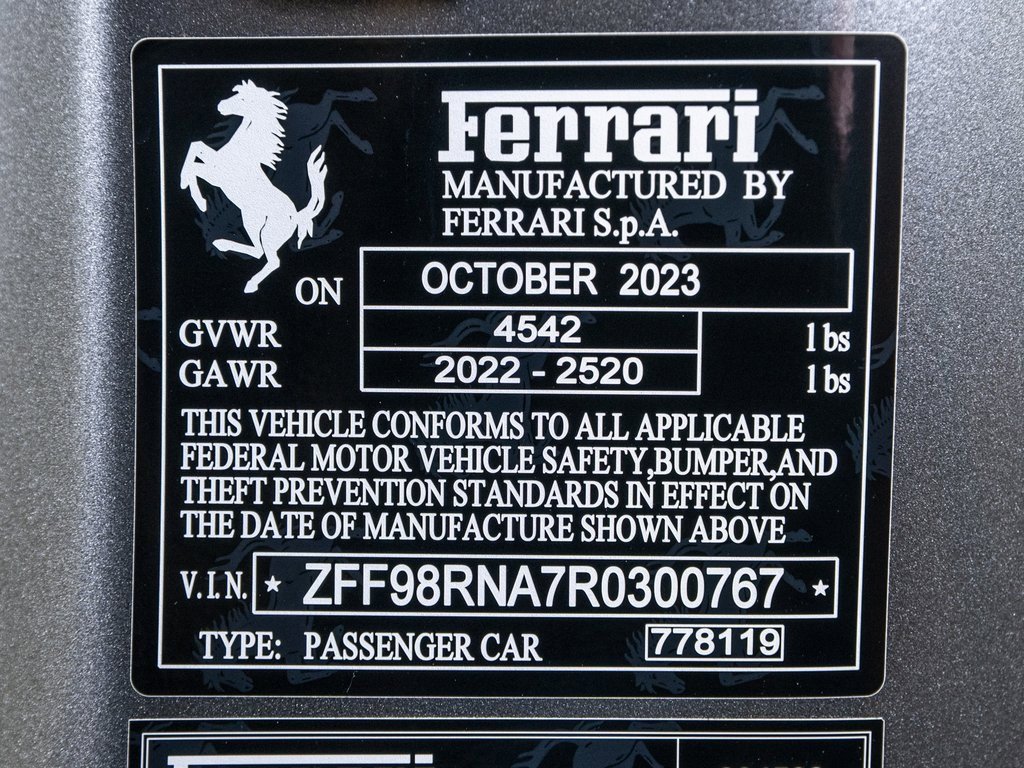 Ferrari
MANUFACTURED BY
FERRARI S.p.A.
ON OCTOBER 2023
GVWR 4542 lbs
GAWR 2022 - 2520 lbs
THIS VEHICLE CONFORMS TO ALL APPLICABLE
FEDERAL MOTOR VEHICLE SAFETY,BUMPER,AND
THEFT PREVENTION STANDARDS IN EFFECT ON
THE DATE OF MANUFACTURE SHOWN ABOVE
V.I.N. ★ ZFF98RNA7R0300767 ★
TYPE: PASSENGER CAR 778119